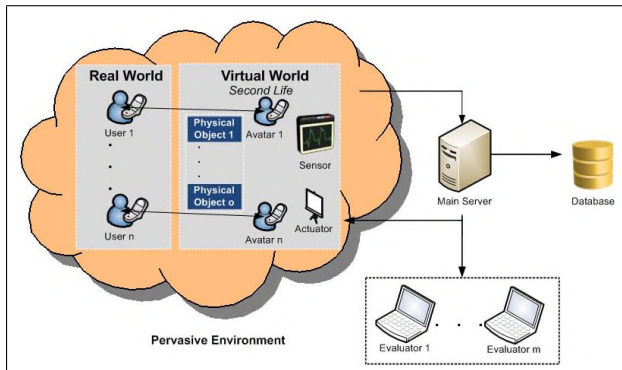 Real World
Virtual World
Second Life
User 1
Physical
Object 1
Avatar 1
Sensor
Physical
Object o
User n
Avatar n
Actuator
Main Server
Database
Pervasive Environment
Evaluator 1
Evaluator m